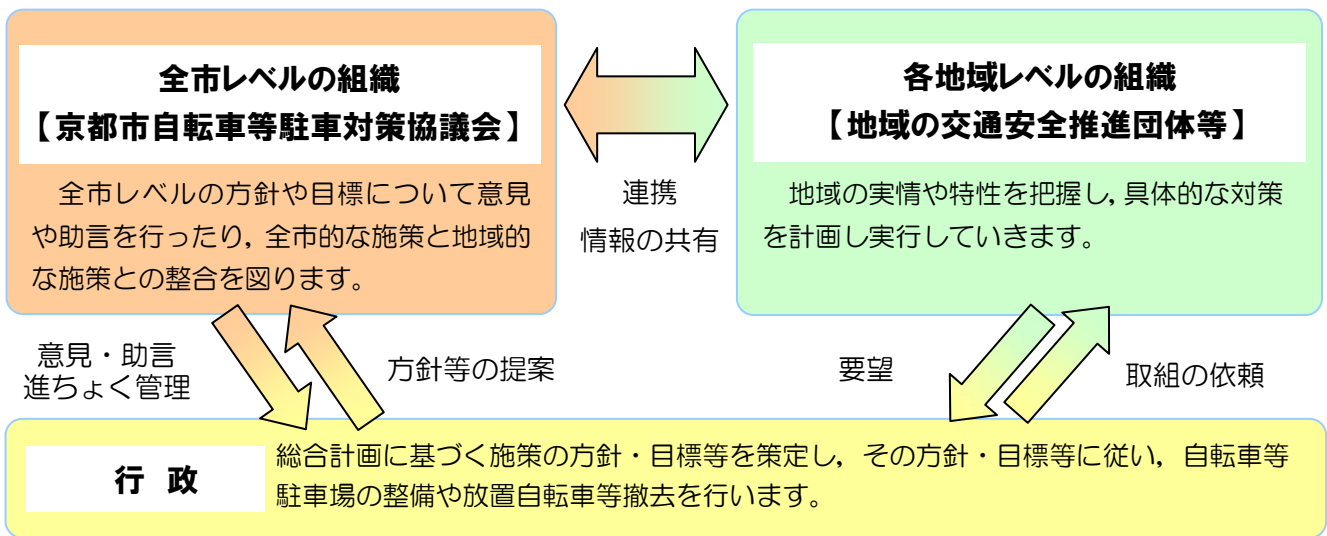 全市レベルの組織
【京都市自転車等駐車対策協議会】
全市レベルの方針や目標について意見
や助言を行ったり，全市的な施策と地域的
な施策との整合を図ります。
連携
情報の共有
各地域レベルの組織
【地域の交通安全推進団体等】
地域の実情や特性を把握し，具体的な対策
を計画し実行していきます。
意見・助言
進ちょく管理
方針等の提案
要望
取組の依頼
行 政
総合計画に基づく施策の方針・目標等を策定し，その方針・目標等に従い，自転車等
駐車場の整備や放置自転車等撤去を行います。